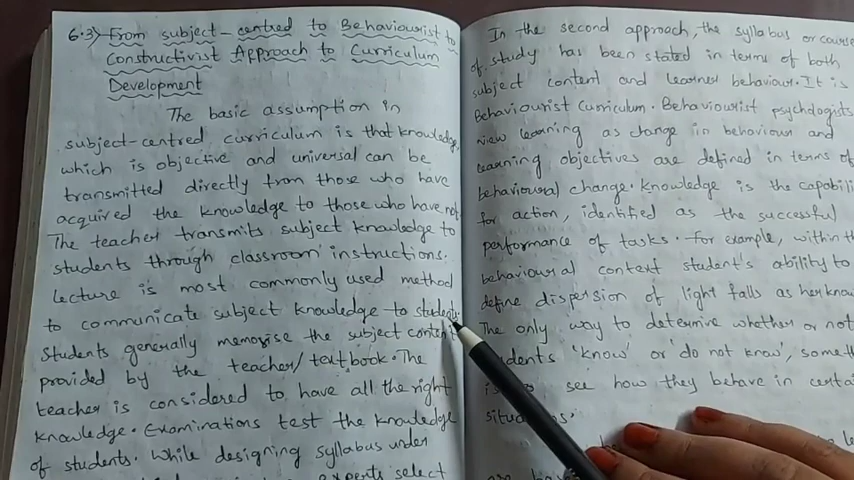 6.3) From subject-centred to Behaviourist to
Constructivist Approach to Curriculum
Development
The basic assumption in
subject-centred curriculum is that knowledge,
which is objective and universal can be
transmitted directly from those who have
acquired the knowledge to those who have not
The teacher transmits subject knowledge to
students through classroom instructions.
Lecture is most commonly used method
to communicate subject knowledge to students
Students generally memorise the subject content
provided by the teacher/textbook. The
teacher is considered to have all the right
knowledge. Examinations test the knowledge
of students. While designing syllabus under
experts select
In the second approach, the syllabus or course
of study has been stated in terms of both
subject content and learner behaviour. It is
Behaviourist Curriculum. Behaviourist psychologists
view learning as change in behaviour and
learning objectives are defined in terms of
behavioural change. Knowledge is the capabili
for action, identified as the successful
performance of tasks. For example, within th
behavioural context student's ability to
define dispersion of light falls as her know
The only way to determine whether or not
students 'know' or 'do not know', someth
is to see how they behave in certai
situations'